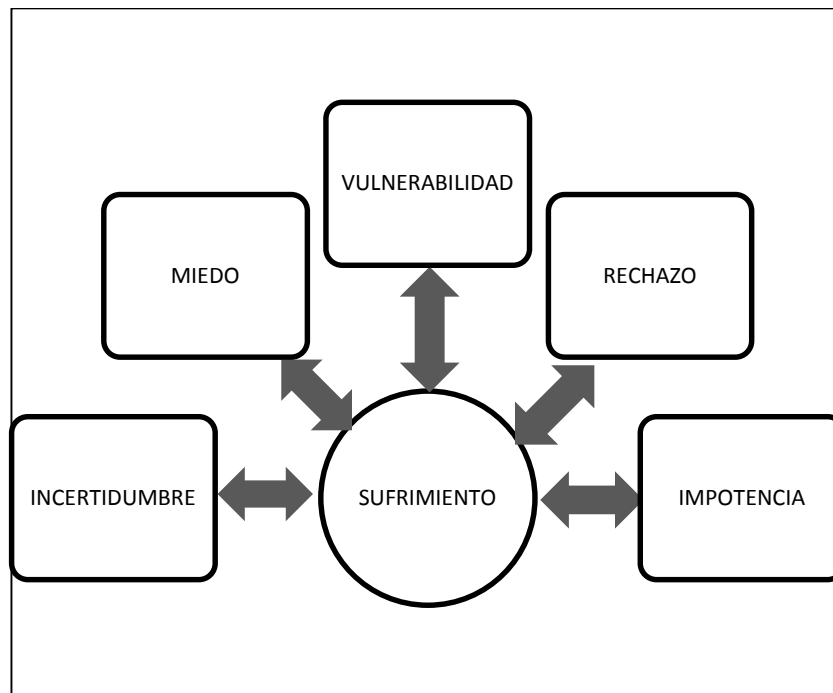 VULNERABILIDAD
MIEDO
RECHAZO
INCERTIDUMBRE
SUFRIMIENTO
IMPOTENCIA